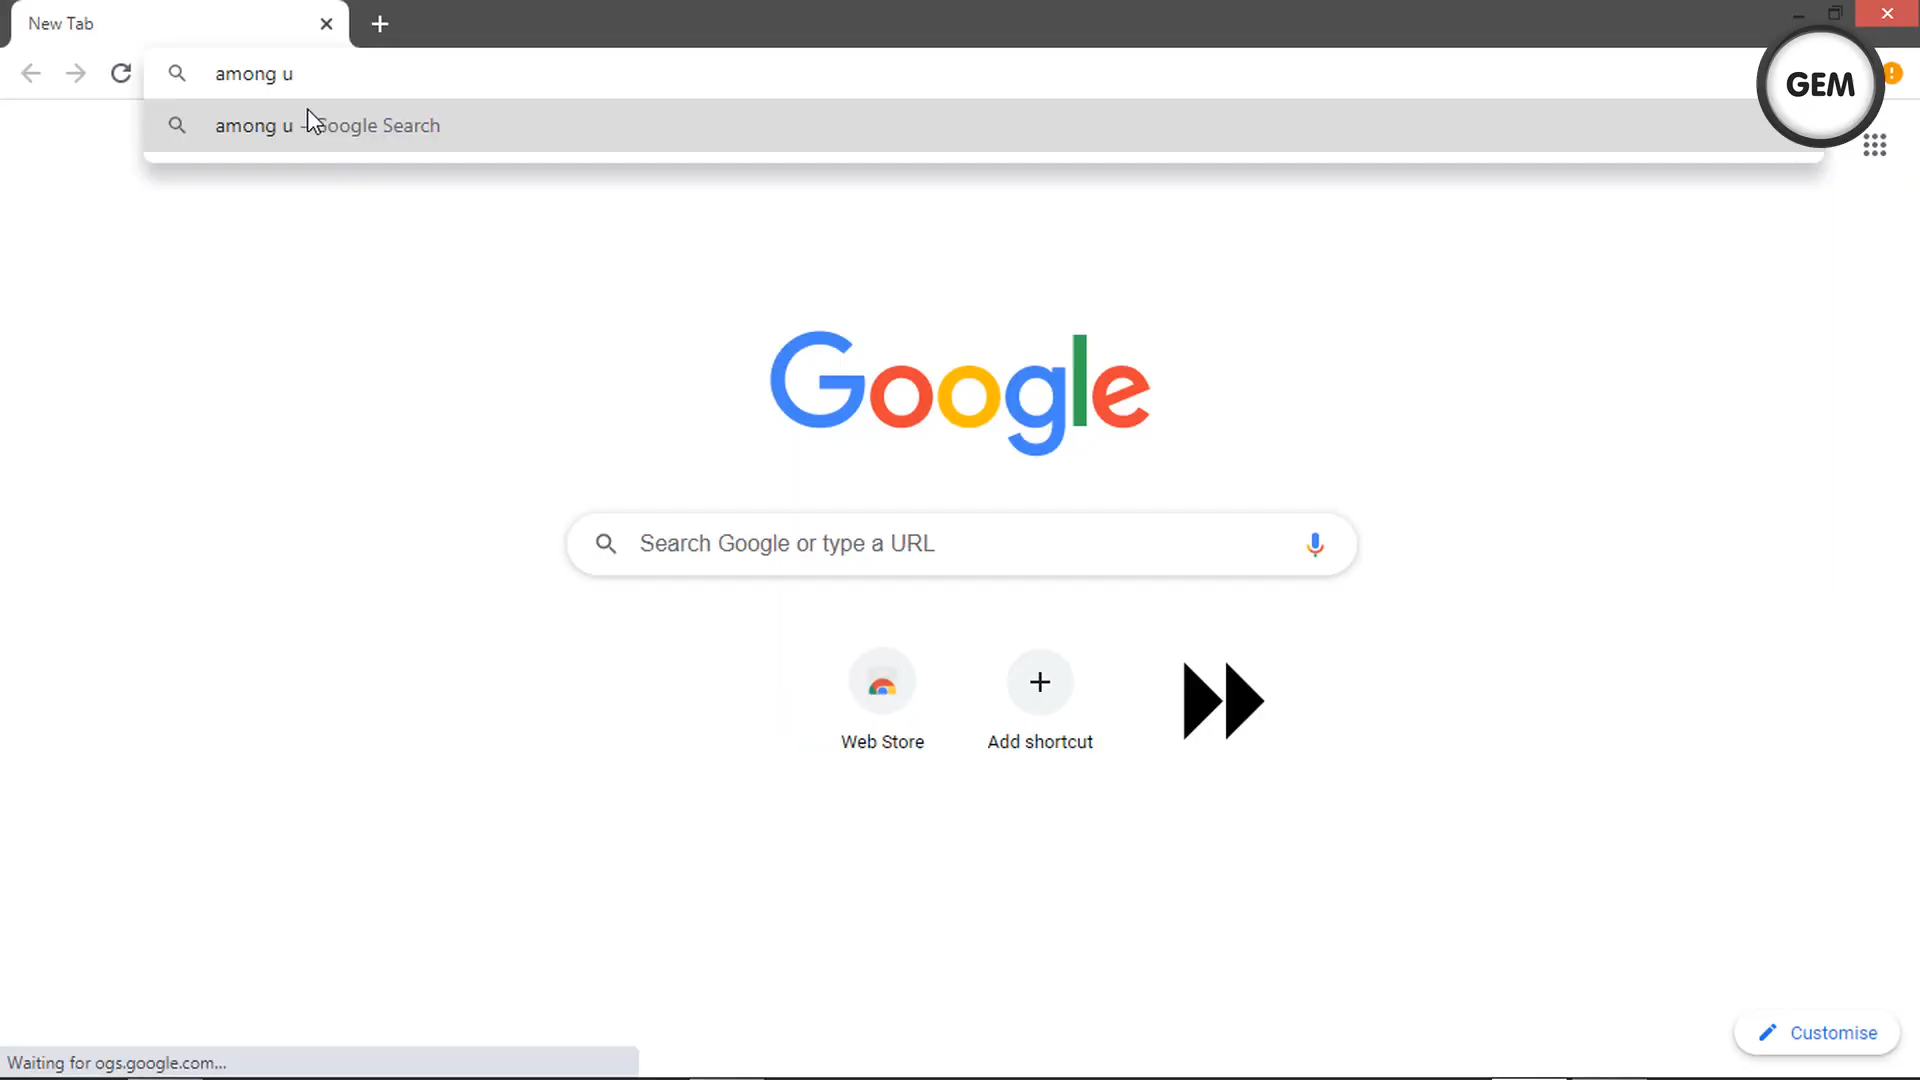 New Tab
among u
among u - Google Search
GEM
Google
Search Google or type a URL
Web Store
Add shortcut
Customise
Waiting for ogs.google.com...